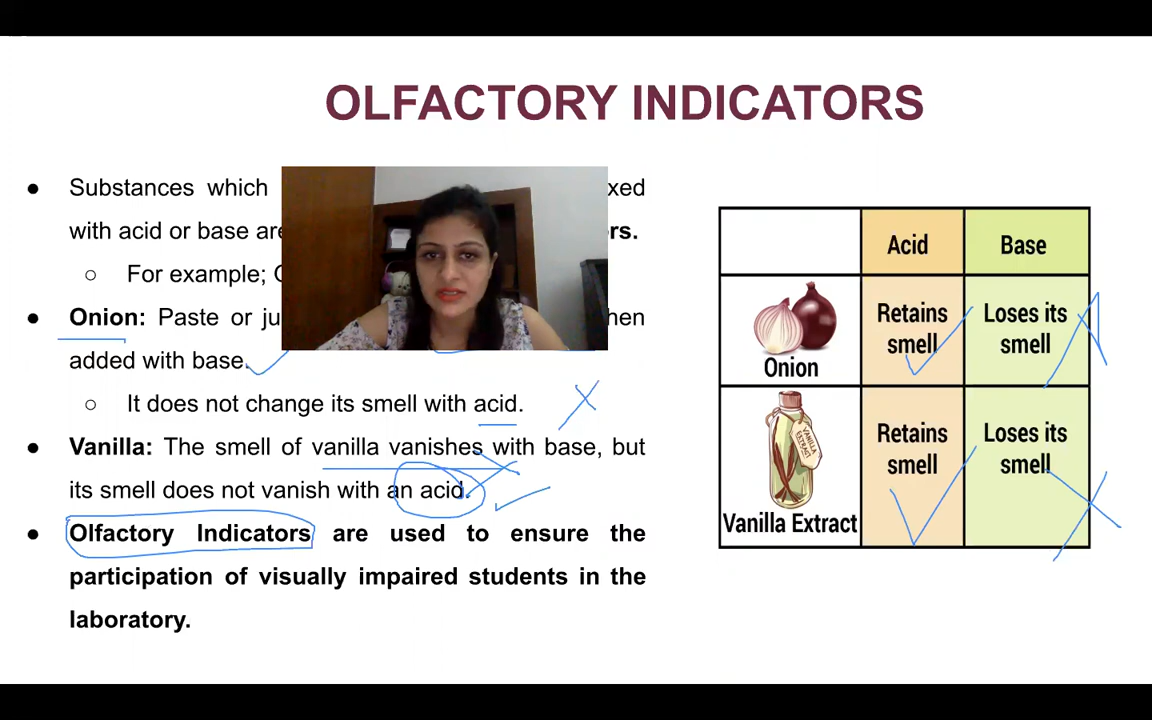 OLFACTORY INDICATORS
Substances which
xed
with acid or base are
rs.
For example;
Onion: Paste or ju
hen
added with base.
It does not change its smell with acid.
Vanilla: The smell of vanilla vanishes with base, but
its smell does not vanish with an acid.
Olfactory Indicators are used to ensure the
participation of visually impaired students in the
laboratory.
Acid Base
Retains Loses its
smell smell
Onion
VANILLA EXTRACT
Retains Loses its
smell smell
Vanilla Extract